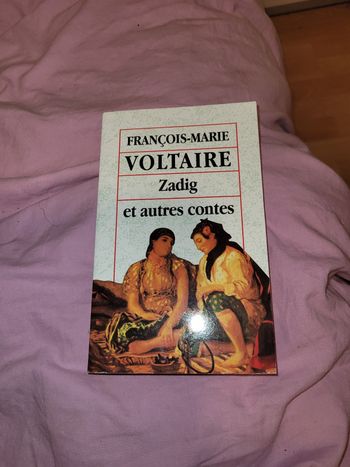 FRANÇOIS-MARIE
VOLTAIRE
Zadig
et autres contes